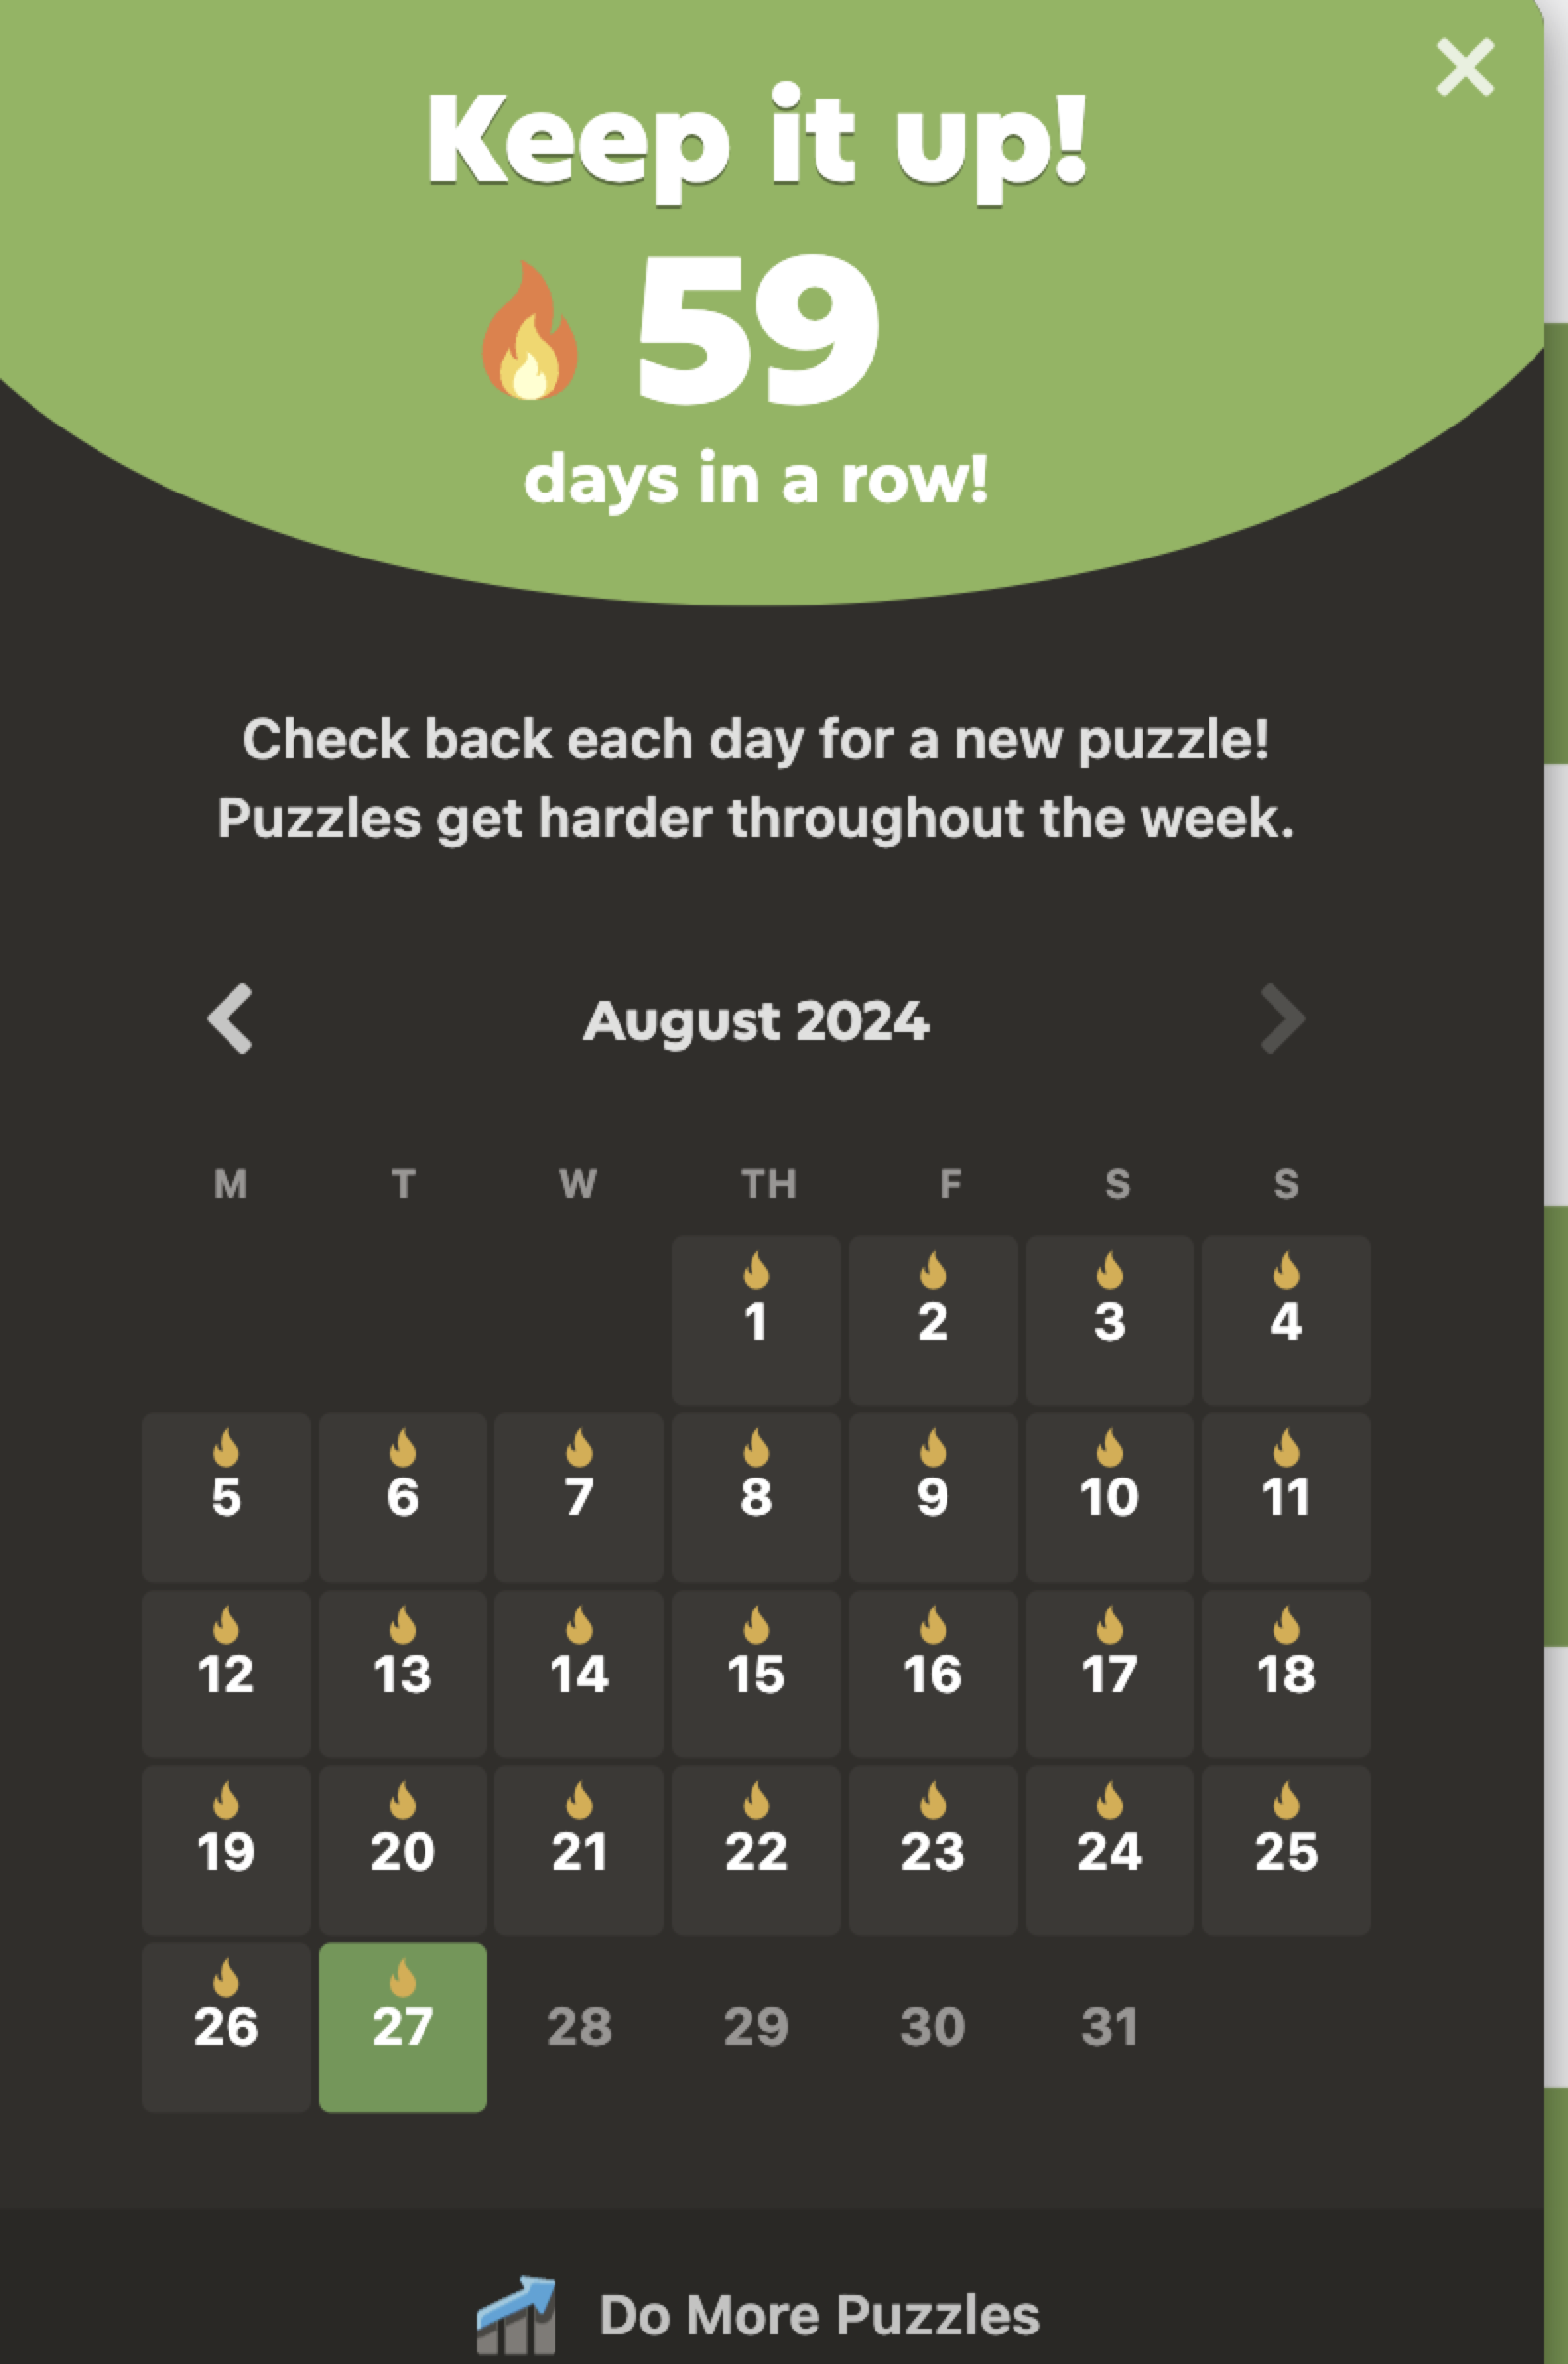 Keep it up!
59
days in a row!
Check back each day for a new puzzle!
Puzzles get harder throughout the week.
August 2024
M T W TH F S S
1 2 3 4
5 6 7 8 9 10 11
12 13 14 15 16 17 18
19 20 21 22 23 24 25
26 27 28 29 30 31
Do More Puzzles